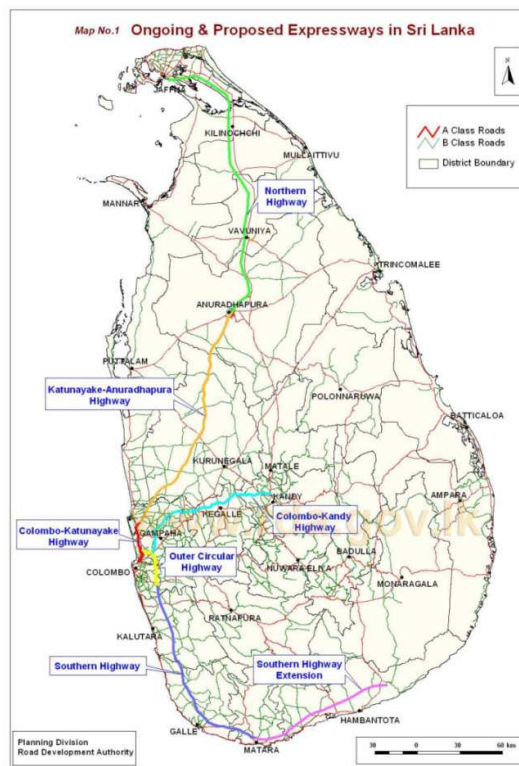 Map No.1 Ongoing & Proposed Expressways in Sri Lanka
N
A Class Roads
B Class Roads
District Boundary
JAFFNA
KILINOCHCHI
MULLAITTIVU
Northern
Highway
MANNAR
VAVUNIYA
TRINCOMALEE
ANURADHAPURA
PUTTALAM
Katunayake-Anuradhapura
Highway
POLONNARUWA
BATTICALOA
KURUNEGALA
MATALE
KANDY
AMPARA
KEGALLE
Colombo-Kandy
Highway
gov.lk
Colombo-Katunayake
Highway
GAMPAHA
Outer Circular
Highway
BADULLA
COLOMBO
NUWARA ELIYA
MONARAGALA
RATNAPURA
KALUTARA
Southern Highway
Southern Highway
Extension
HAMBANTOTA
GALLE
MATARA
Planning Division
Road Development Authority
30 0 30 60 km